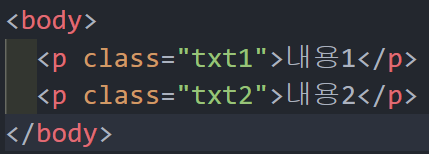 <body>
<p class="txt1">내용1</p>
<p class="txt2">내용2</p>
</body>